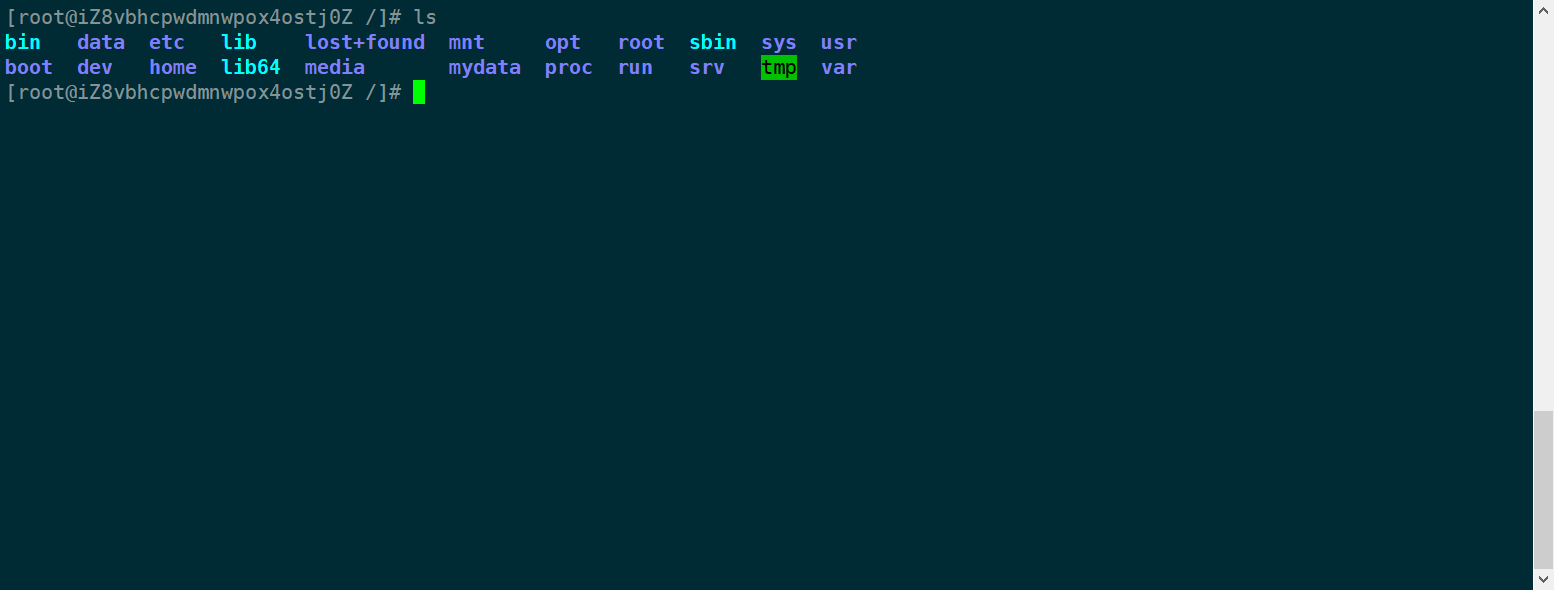 [root@iZ8vbhcpwdmnwpox4ostj0Z /]# ls
bin   data  etc   lib    lost+found  mnt     opt   root  sbin  sys  usr
boot  dev   home  lib64  media       mydata  proc  run   srv   tmp  var
[root@iZ8vbhcpwdmnwpox4ostj0Z /]#